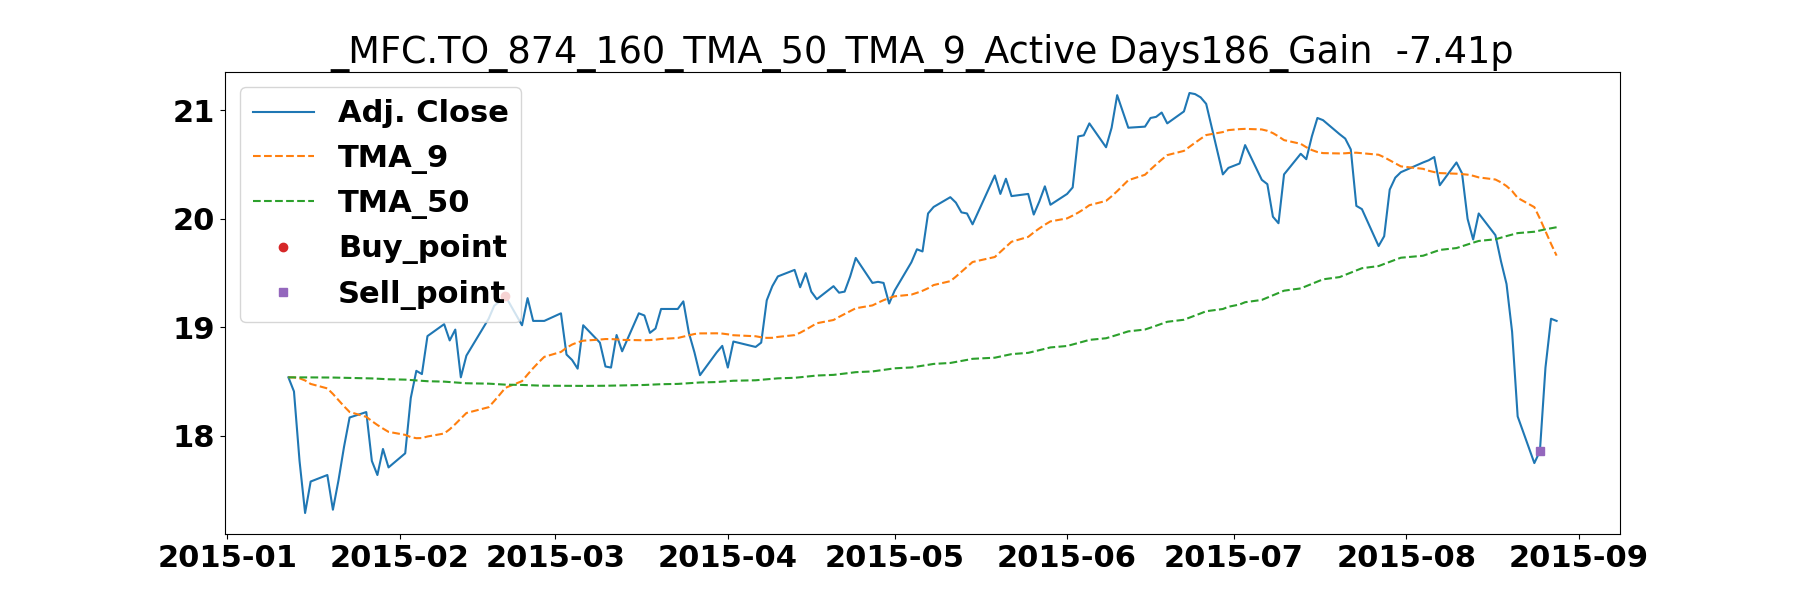 _MFC.TO_874_160_TMA_50_TMA_9_Active Days186_Gain  -7.41p
21
20
19
18
Adj. Close
TMA_9
TMA_50
Buy_point
Sell_point
2015-01 2015-02 2015-03 2015-04 2015-05 2015-06 2015-07 2015-08 2015-09